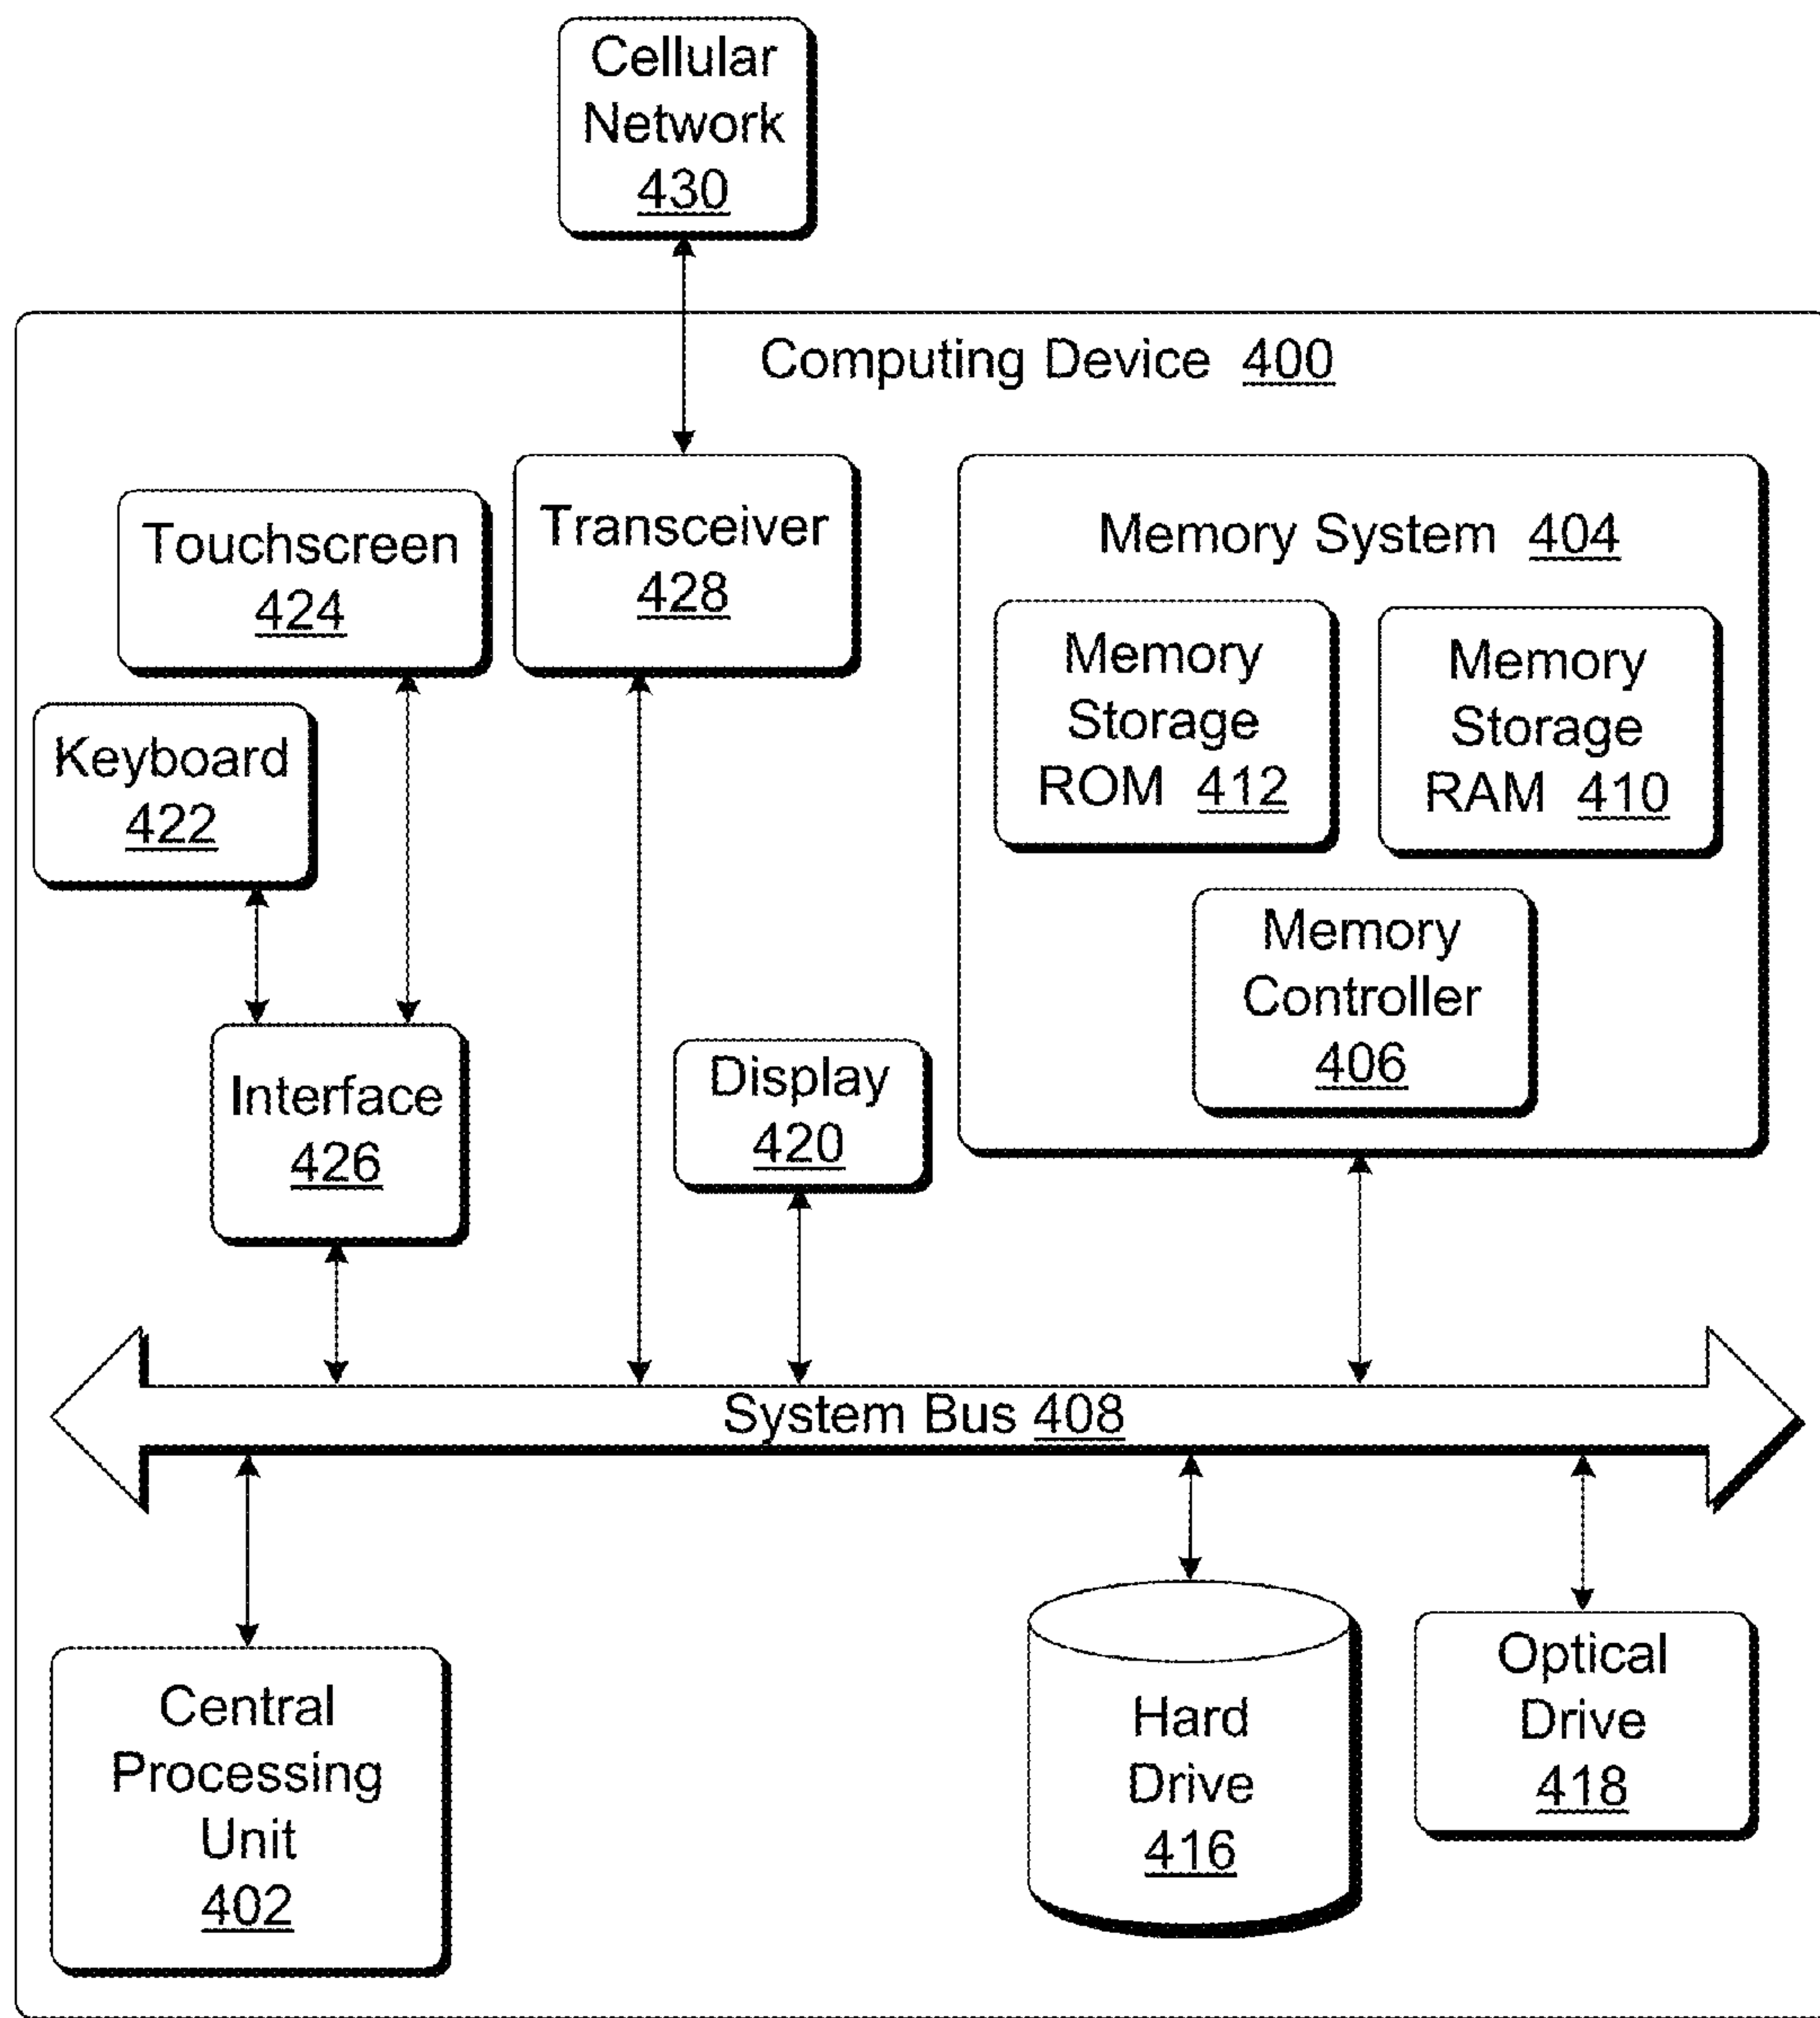 Cellular
Network
430
Computing Device 400
Touchscreen
424
Transceiver
428
Memory System 404
Memory
Storage
ROM 412
Memory
Storage
RAM 410
Keyboard
422
Memory
Controller
406
Interface
426
Display
420
System Bus 408
Central
Processing
Unit
402
Hard
Drive
416
Optical
Drive
418